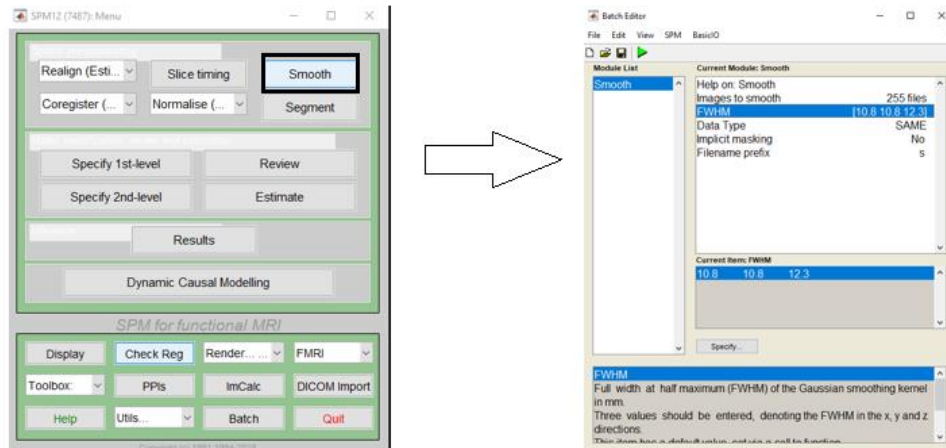 SPM12 (7487): Menu
Realign (Esti...
Slice timing
Smooth
Coregister (...
Normalise (...
Segment
Specify 1st-level
Review
Specify 2nd-level
Estimate
Results
Dynamic Causal Modelling
SPM for functional MRI
Display
Check Reg
Render... ...
FMRI
Toolbox:
PPIs
ImCalc
DICOM Import
Help
Utils...
Batch
Quit
Batch Editor
File Edit View SPM BasicIO
Module List
Smooth
Current Module: Smooth
Help on: Smooth
Images to smooth 255 files
FWHM [10.8 10.8 12.3]
Data Type SAME
Implicit masking No
Filename prefix s
Current Item: FWHM
10.8 10.8 12.3
Specify...
FWHM
Full width at half maximum (FWHM) of the Gaussian smoothing kernel
in mm.
Three values should be entered, denoting the FWHM in the x, y and z
directions.